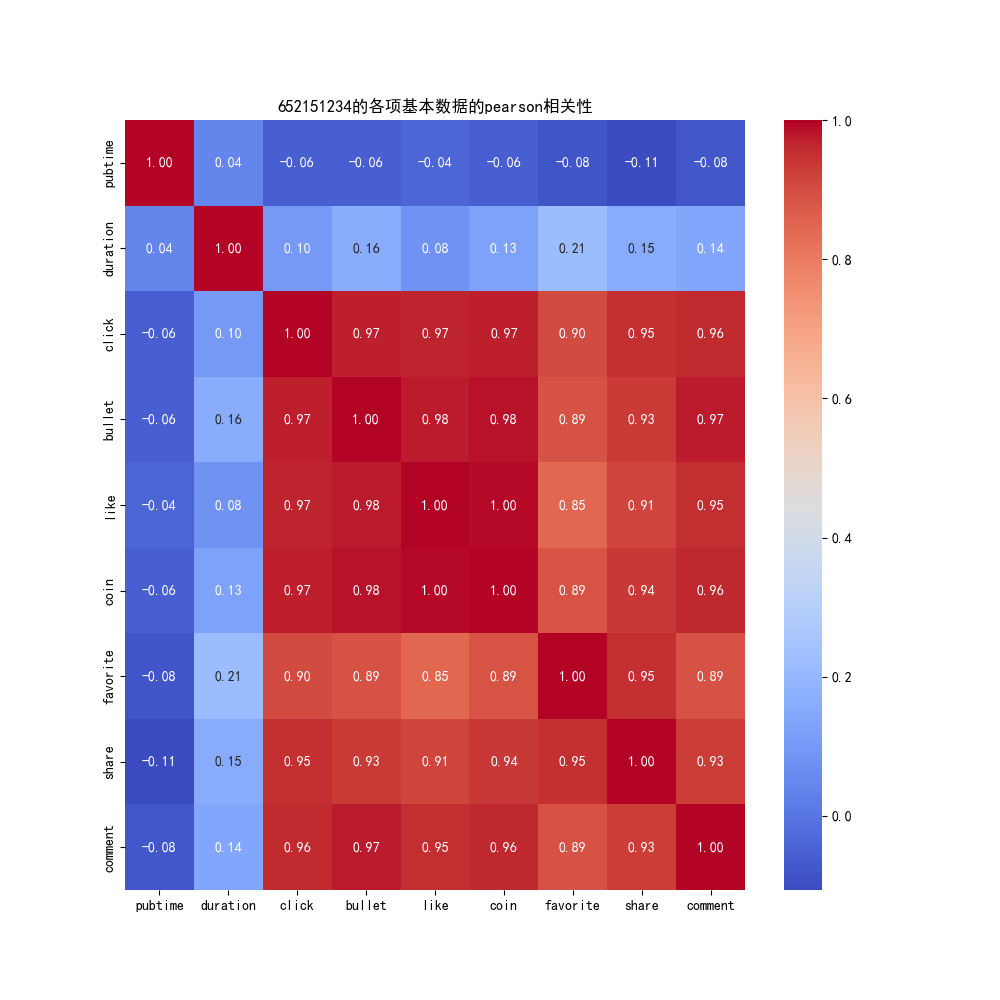 652151234的各项基本数据的pearson相关性
pubtime 1.00 0.04 -0.06 -0.06 -0.04 -0.06 -0.08 -0.11 -0.08
duration 0.04 1.00 0.10 0.16 0.08 0.13 0.21 0.15 0.14
click -0.06 0.10 1.00 0.97 0.97 0.97 0.90 0.95 0.96
bullet -0.06 0.16 0.97 1.00 0.98 0.98 0.89 0.93 0.97
like -0.04 0.08 0.97 0.98 1.00 1.00 0.85 0.91 0.95
coin -0.06 0.13 0.97 0.98 1.00 1.00 0.89 0.94 0.96
favorite -0.08 0.21 0.90 0.89 0.85 0.89 1.00 0.95 0.89
share -0.11 0.15 0.95 0.93 0.91 0.94 0.95 1.00 0.93
comment -0.08 0.14 0.96 0.97 0.95 0.96 0.89 0.93 1.00
pubtime duration click bullet like coin favorite share comment
1.0
0.8
0.6
0.4
0.2
0.0